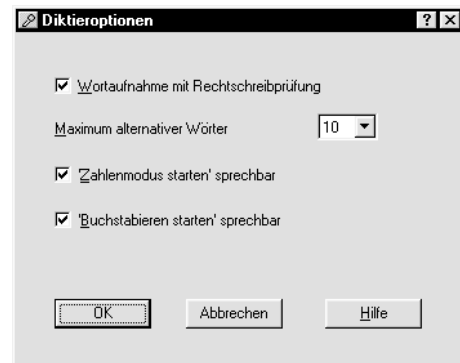 Diktieroptionen
Wortaufnahme mit Rechtschreibprüfung
Maximum alternativer Wörter 10
'Zahlenmodus starten' sprechbar
'Buchstabieren starten' sprechbar
OK Abbrechen Hilfe